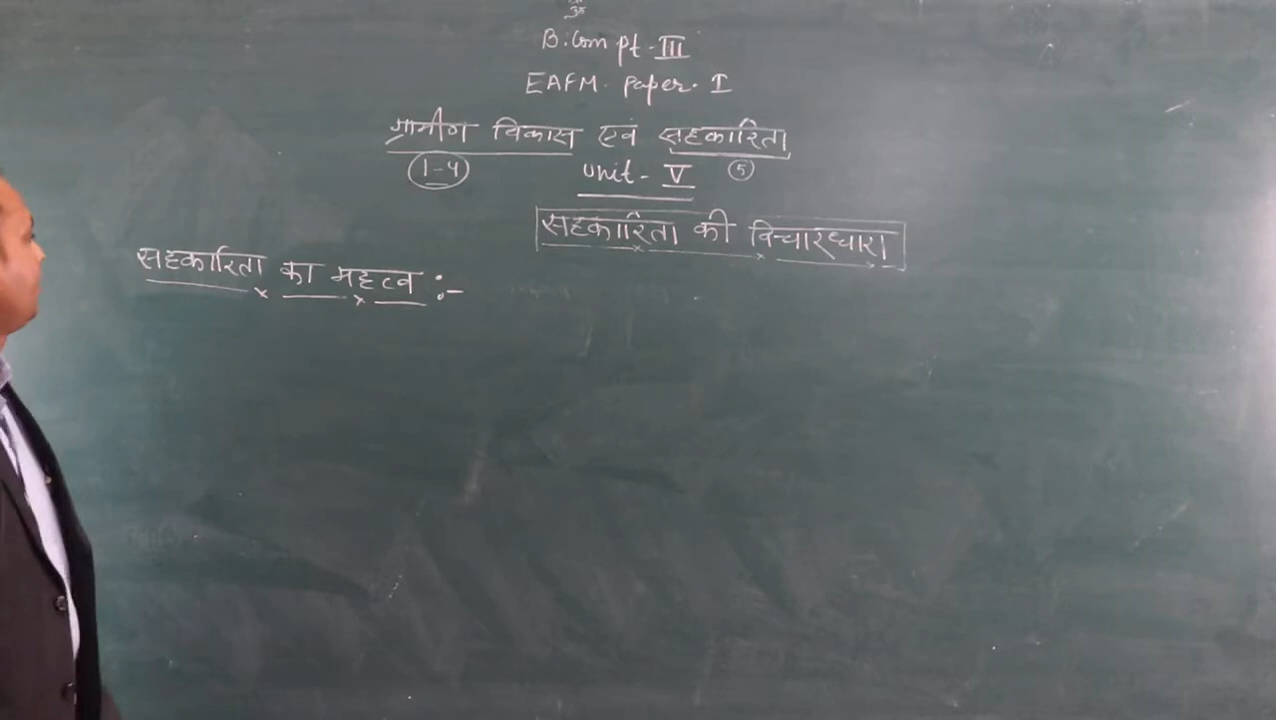 ॐ
B.Com pt-III
EAFM. Paper. I
ग्रामीण विकास एवं सहकारिता
1-4 Unit- V 5
सहकारिता की विचारधारा
सहकारिता का महत्व :-